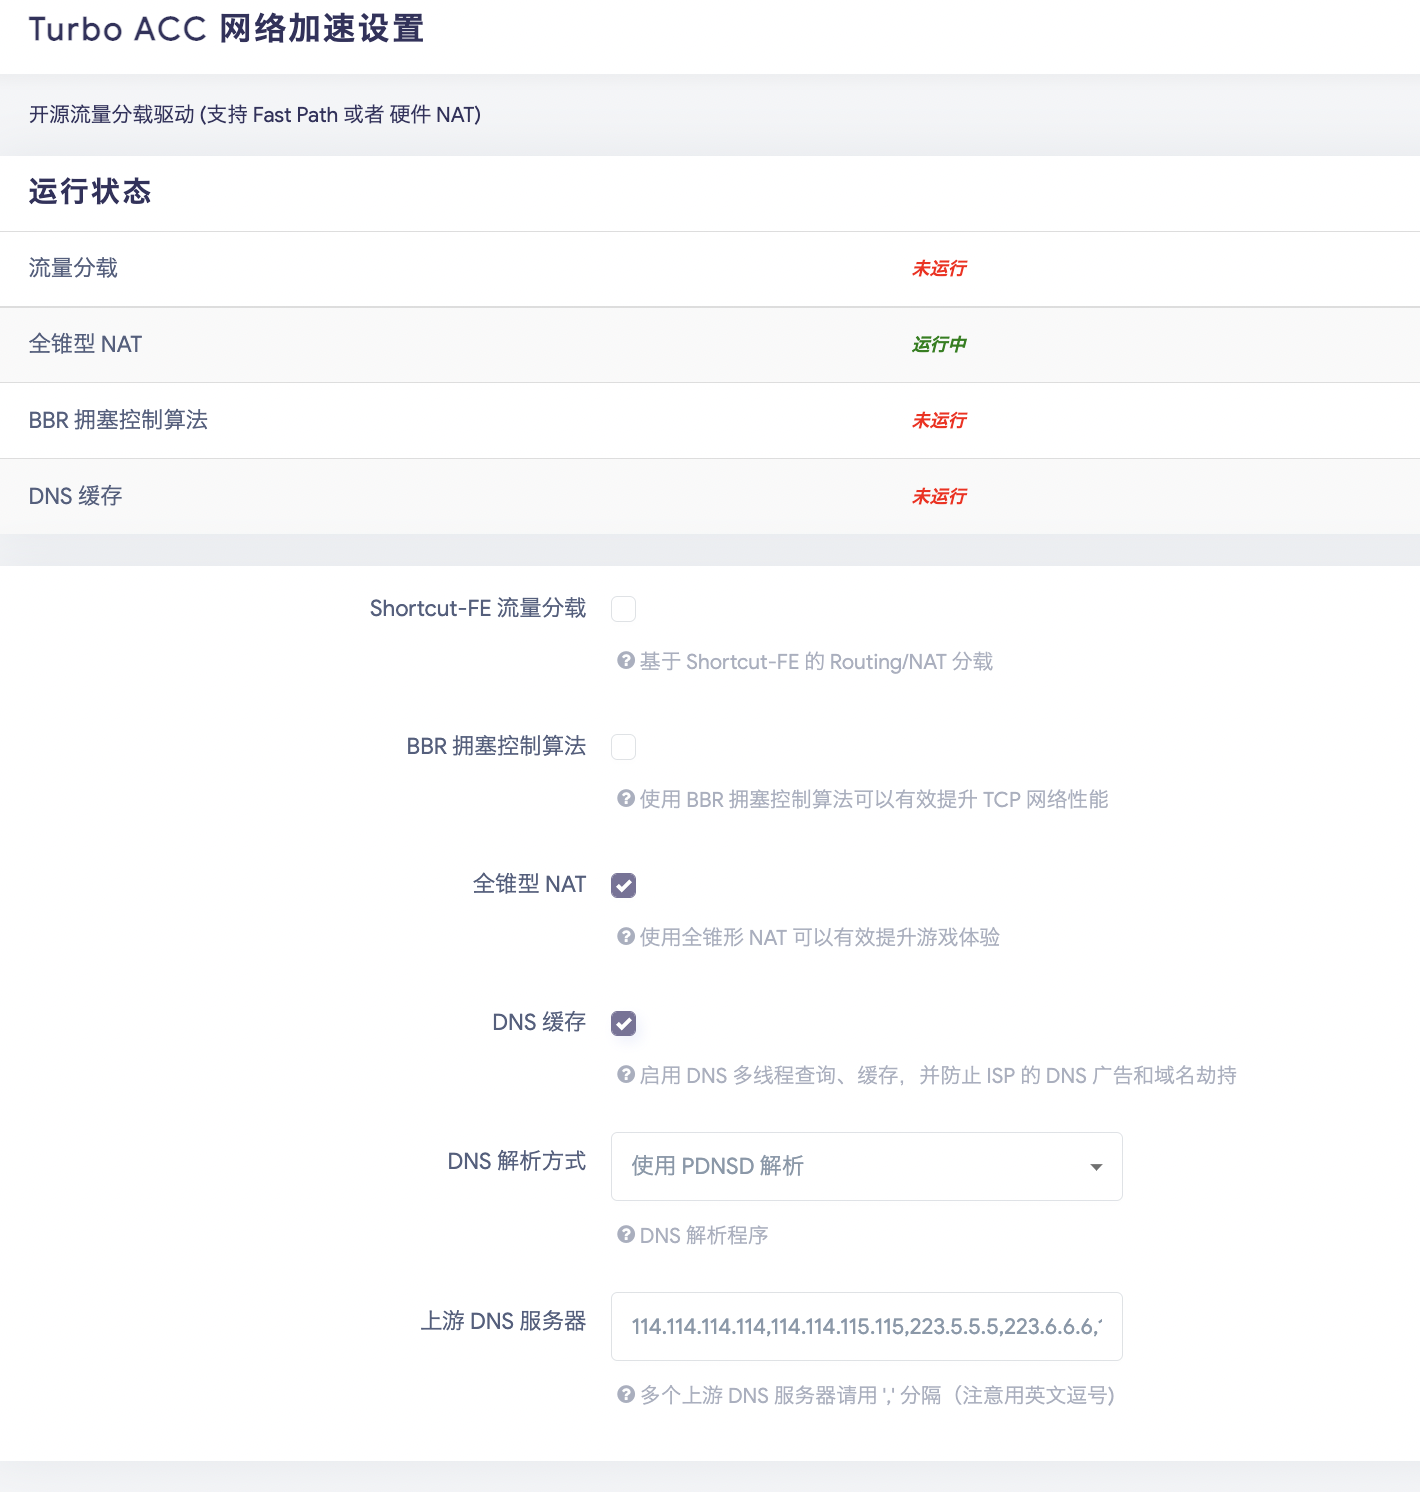 Turbo ACC 网络加速设置
开源流量分载驱动 (支持 Fast Path 或者 硬件 NAT)
运行状态
流量分载 未运行
全锥型 NAT 运行中
BBR 拥塞控制算法 未运行
DNS 缓存 未运行
Shortcut-FE 流量分载
基于 Shortcut-FE 的 Routing/NAT 分载
BBR 拥塞控制算法
使用 BBR 拥塞控制算法可以有效提升 TCP 网络性能
全锥型 NAT
使用全锥形 NAT 可以有效提升游戏体验
DNS 缓存
启用 DNS 多线程查询、缓存，并防止 ISP 的 DNS 广告和域名劫持
DNS 解析方式 使用 PDNSD 解析
DNS 解析程序
上游 DNS 服务器 114.114.114.114,114.114.115.115,223.5.5.5,223.6.6.6,
多个上游 DNS 服务器请用 ',' 分隔（注意用英文逗号)